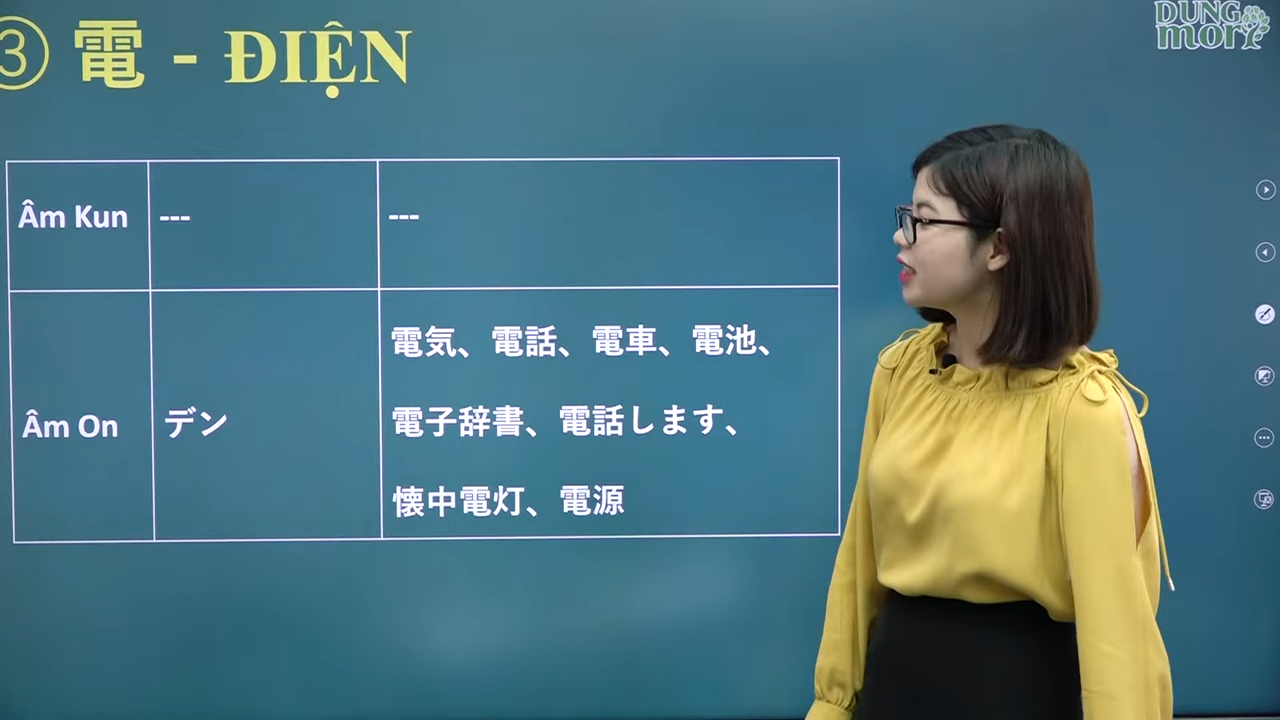 ③ 電 - ĐIỆN
DUNG
mori
Âm Kun
---
---
Âm On
デン
電気、電話、電車、電池、
電子辞書、電話します、
懐中電灯、電源